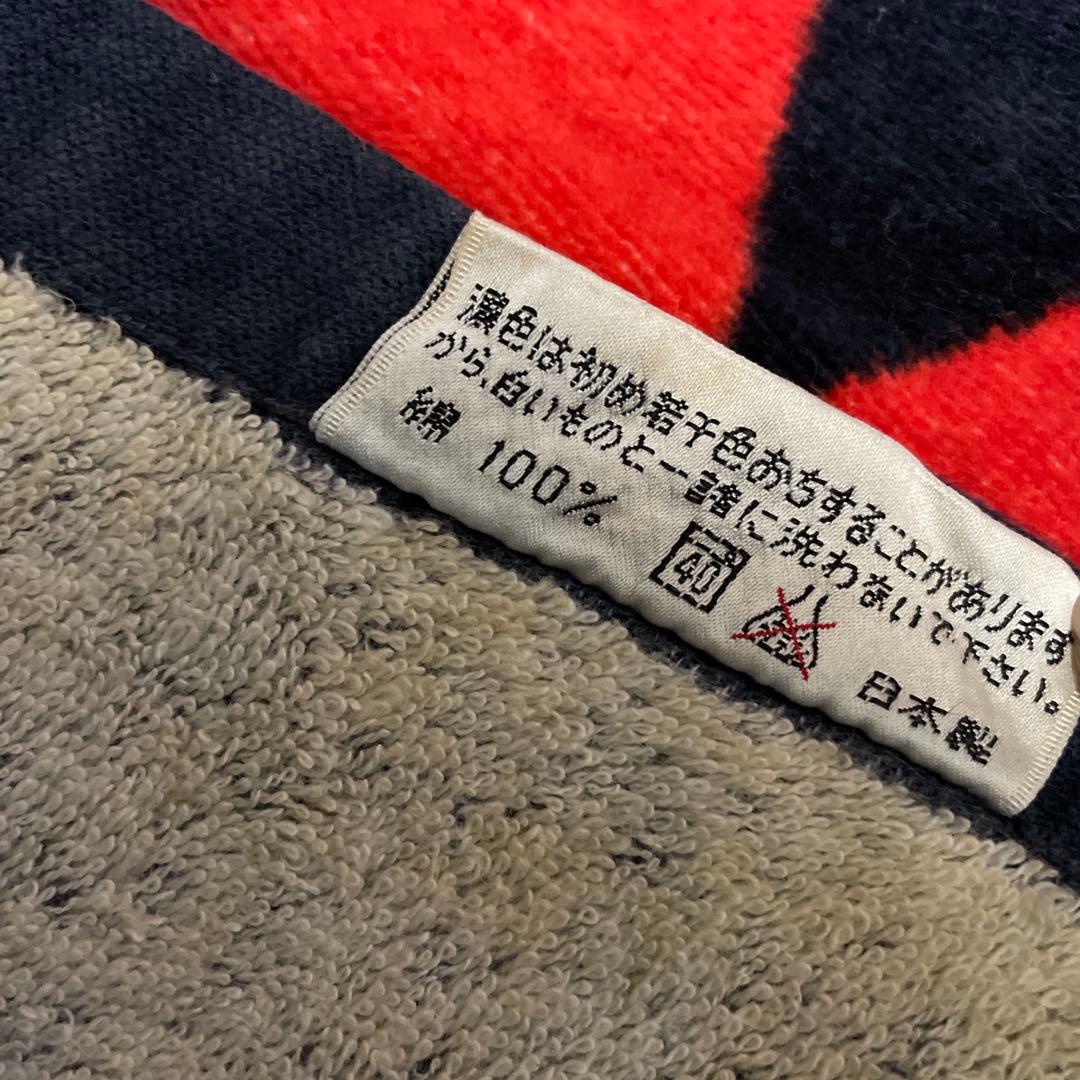 濃色は初め若干色おちすることがあります
から、白いものと一諸に洗わないで下さい。
綿 100%
40
日本製